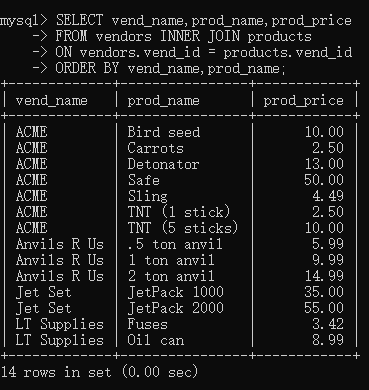 mysql> SELECT vend_name,prod_name,prod_price
    -> FROM vendors INNER JOIN products
    -> ON vendors.vend_id = products.vend_id
    -> ORDER BY vend_name,prod_name;
+-------------+----------------+------------+
| vend_name   | prod_name      | prod_price |
+-------------+----------------+------------+
| ACME        | Bird seed      |      10.00 |
| ACME        | Carrots        |       2.50 |
| ACME        | Detonator      |      13.00 |
| ACME        | Safe           |      50.00 |
| ACME        | Sling          |       4.49 |
| ACME        | TNT (1 stick)  |       2.50 |
| ACME        | TNT (5 sticks) |      10.00 |
| Anvils R Us | .5 ton anvil   |       5.99 |
| Anvils R Us | 1 ton anvil    |       9.99 |
| Anvils R Us | 2 ton anvil    |      14.99 |
| Jet Set     | JetPack 1000   |      35.00 |
| Jet Set     | JetPack 2000   |      55.00 |
| LT Supplies | Fuses          |       3.42 |
| LT Supplies | Oil can        |       8.99 |
+-------------+----------------+------------+
14 rows in set (0.00 sec)